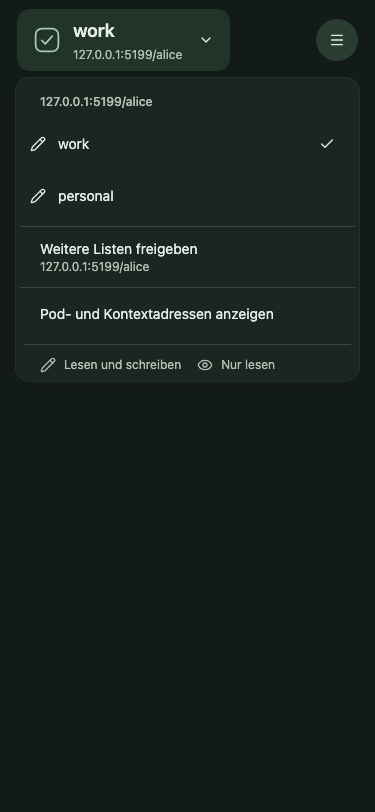 work
127.0.0.1:5199/alice
127.0.0.1:5199/alice
work
personal
Weitere Listen freigeben
127.0.0.1:5199/alice
Pod- und Kontextadressen anzeigen
Lesen und schreiben Nur lesen